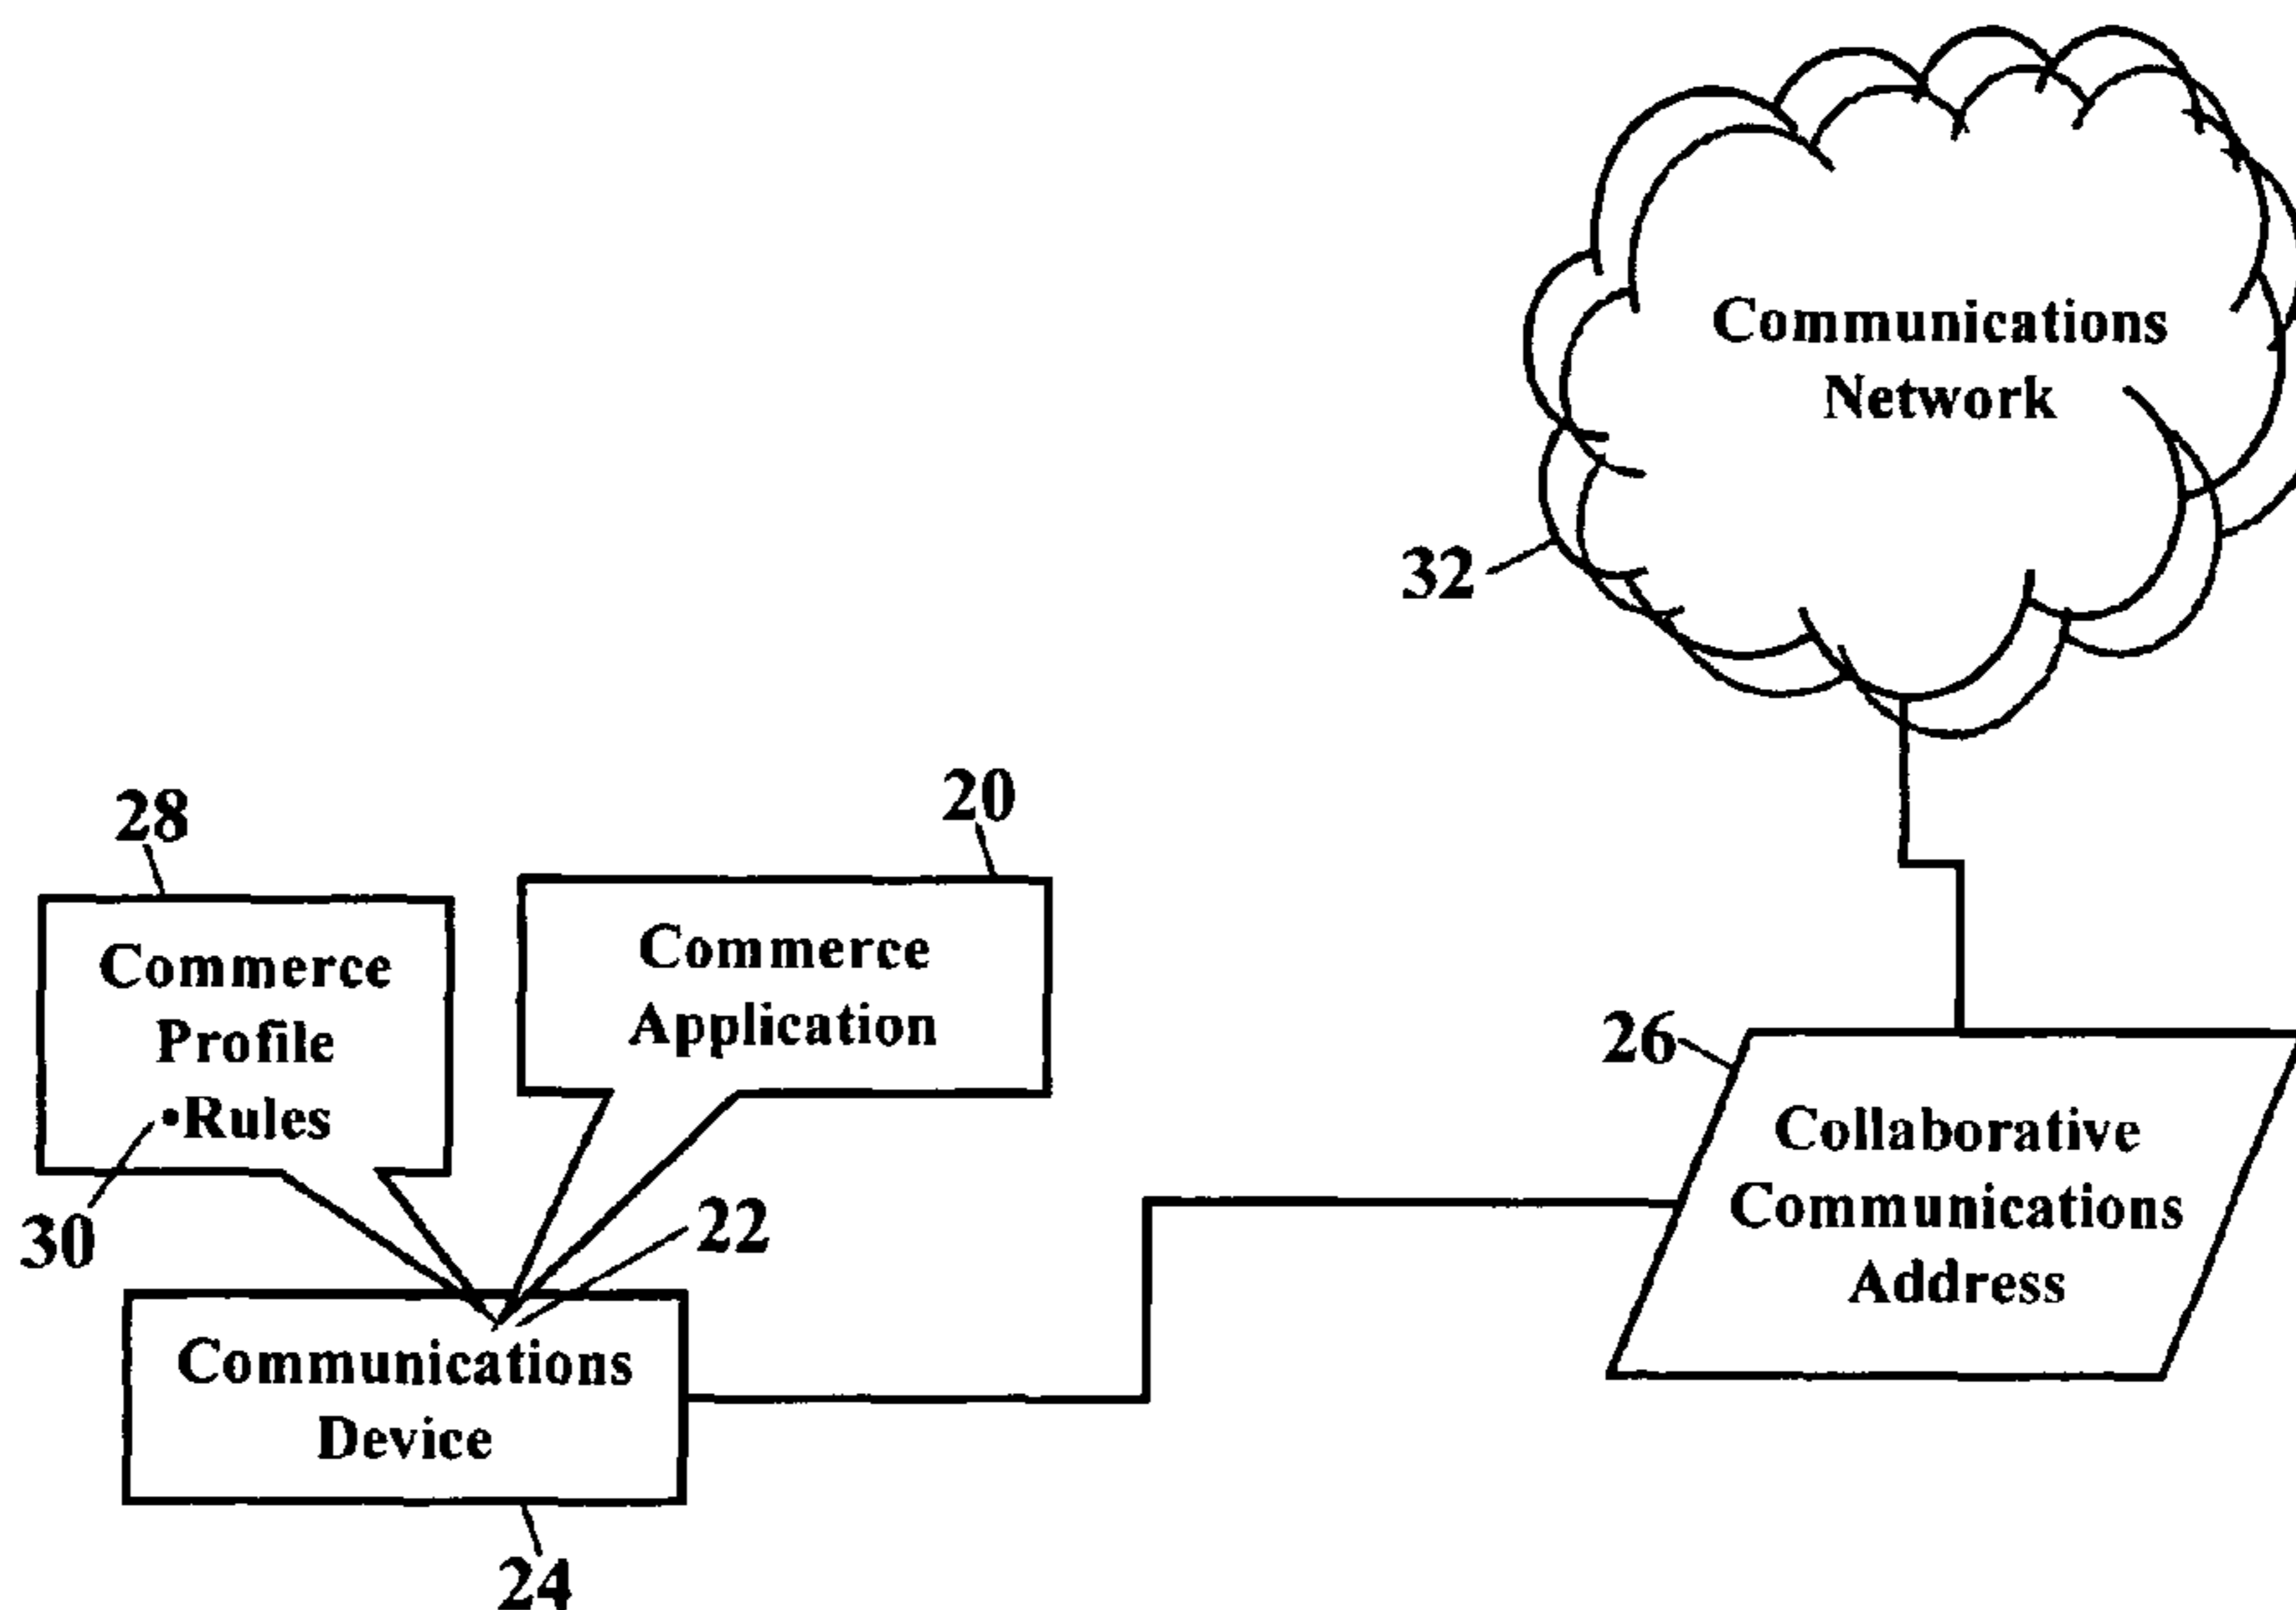 Communications
Network
32
28
20
Commerce
Profile
•Rules
Commerce
Application
30
22
26
Collaborative
Communications
Address
Communications
Device
24